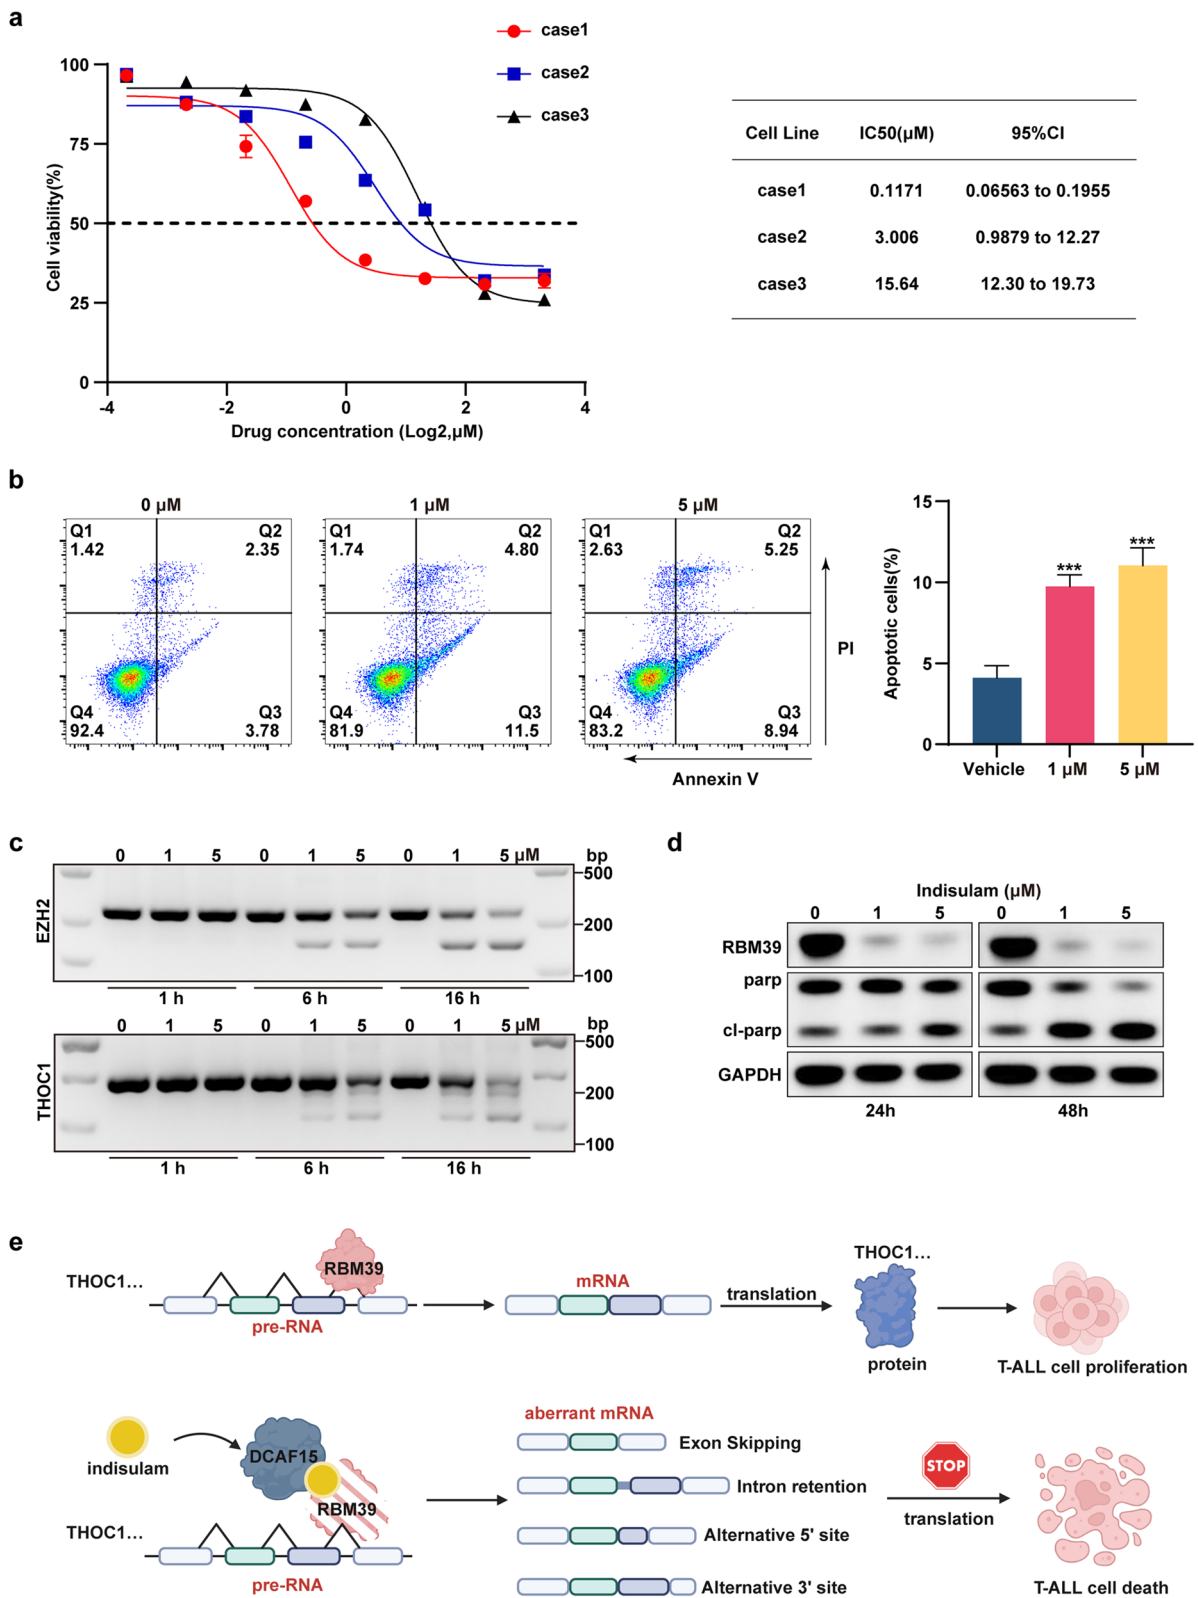 a
case1
case2
case3
100
75
50
25
0
Cell viability(%)
-4
-2
0
2
4
Drug concentration (Log2,μM)
Cell Line IC50(μM) 95%CI
case1 0.1171 0.06563 to 0.1955
case2 3.006 0.9879 to 12.27
case3 15.64 12.30 to 19.73
b
0 μM
Q1
1.42
Q2
2.35
Q4
92.4
Q3
3.78
1 μM
Q1
1.74
Q2
4.80
Q4
81.9
Q3
11.5
5 μM
Q1
2.63
Q2
5.25
Q4
83.2
Q3
8.94
PI
Annexin V
Apoptotic cells(%)
15
10
5
0
***
***
Vehicle 1 μM 5 μM
c
0 1 5 0 1 5 0 1 5 μM bp
EZH2
500
200
100
1 h 6 h 16 h
0 1 5 0 1 5 0 1 5 μM bp
THOC1
500
200
100
1 h 6 h 16 h
d
Indisulam (μM)
0 1 5 0 1 5
RBM39
parp
cl-parp
GAPDH
24h 48h
e
THOC1...
RBM39
pre-RNA
mRNA
translation
THOC1...
protein
T-ALL cell proliferation
indisulam
DCAF15
RBM39
THOC1...
pre-RNA
aberrant mRNA
Exon Skipping
Intron retention
Alternative 5' site
Alternative 3' site
STOP
translation
T-ALL cell death